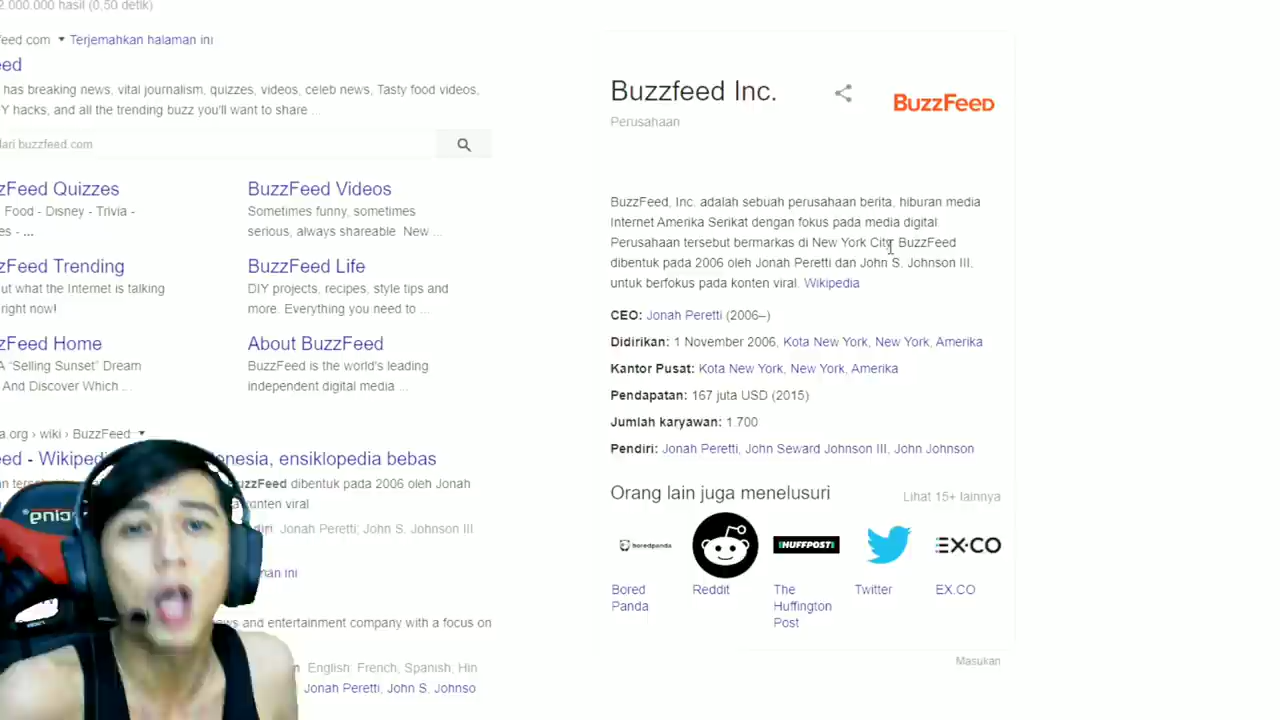 2.000.000 hasil (0,50 detik)
feed com ▾ Terjemahkan halaman ini
eed
has breaking news, vital journalism, quizzes, videos, celeb news, Tasty food videos,
Y hacks, and all the trending buzz you'll want to share ...
dari buzzfeed com
zFeed Quizzes
Food - Disney - Trivia -
es - ...
BuzzFeed Videos
Sometimes funny, sometimes
serious, always shareable New ...
zFeed Trending
ut what the Internet is talking
right now!
BuzzFeed Life
DIY projects, recipes, style tips and
more. Everything you need to ...
zFeed Home
A “Selling Sunset” Dream
And Discover Which ...
About BuzzFeed
BuzzFeed is the world's leading
independent digital media ...
a.org › wiki › BuzzFeed ▾
eed - Wikipedi onesia, ensiklopedia bebas
uzzFeed dibentuk pada 2006 oleh Jonah
konten viral
Jonah Peretti; John S. Johnson III
an ini
ws and entertainment company with a focus on
English: French, Spanish, Hin
Jonah Peretti, John S. Johnso
Buzzfeed Inc.
Perusahaan
BuzzFeed
BuzzFeed, Inc. adalah sebuah perusahaan berita, hiburan media
Internet Amerika Serikat dengan fokus pada media digital
Perusahaan tersebut bermarkas di New York City BuzzFeed
dibentuk pada 2006 oleh Jonah Peretti dan John S. Johnson III,
untuk berfokus pada konten viral. Wikipedia
CEO: Jonah Peretti (2006–)
Didirikan: 1 November 2006, Kota New York, New York, Amerika
Kantor Pusat: Kota New York, New York, Amerika
Pendapatan: 167 juta USD (2015)
Jumlah karyawan: 1.700
Pendiri: Jonah Peretti, John Seward Johnson III, John Johnson
Orang lain juga menelusuri
Lihat 15+ lainnya
boredpanda
HUFFPOST
EX.CO
Bored
Panda
Reddit
The
Huffington
Post
Twitter
EX.CO
Masukan